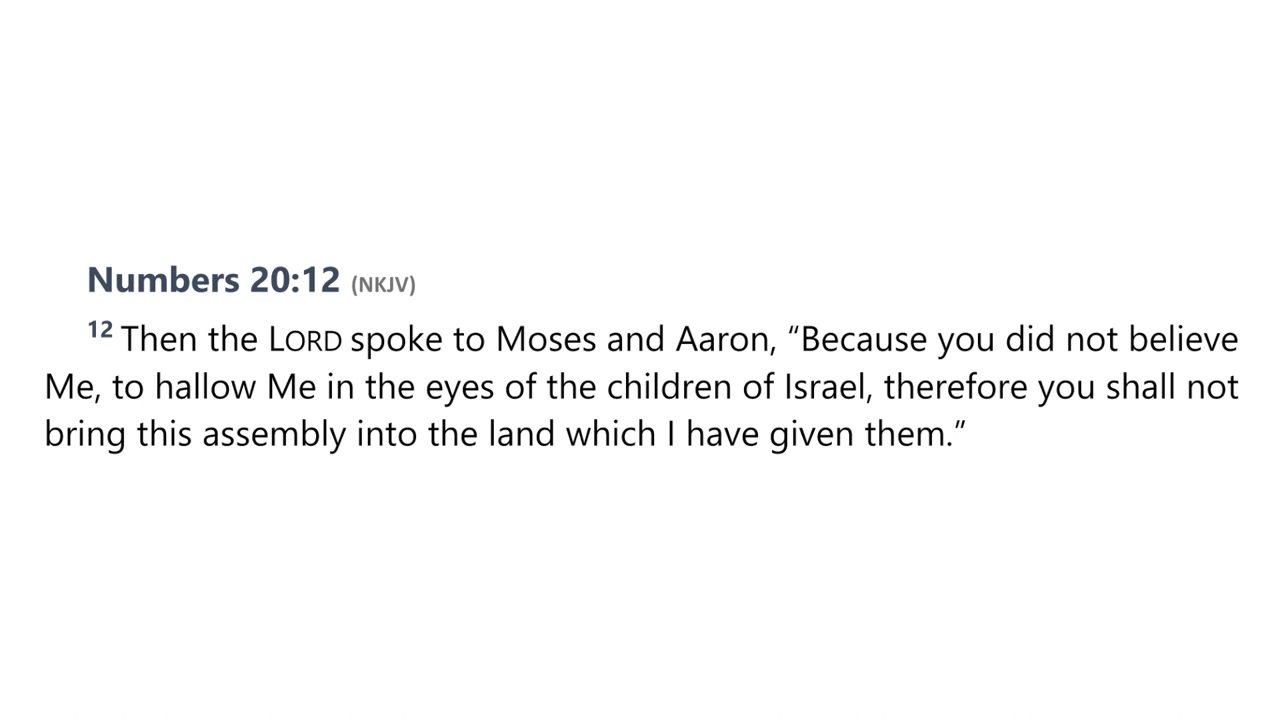 Numbers 20:12 (NKJV)
12 Then the LORD spoke to Moses and Aaron, “Because you did not believe
Me, to hallow Me in the eyes of the children of Israel, therefore you shall not
bring this assembly into the land which I have given them.”